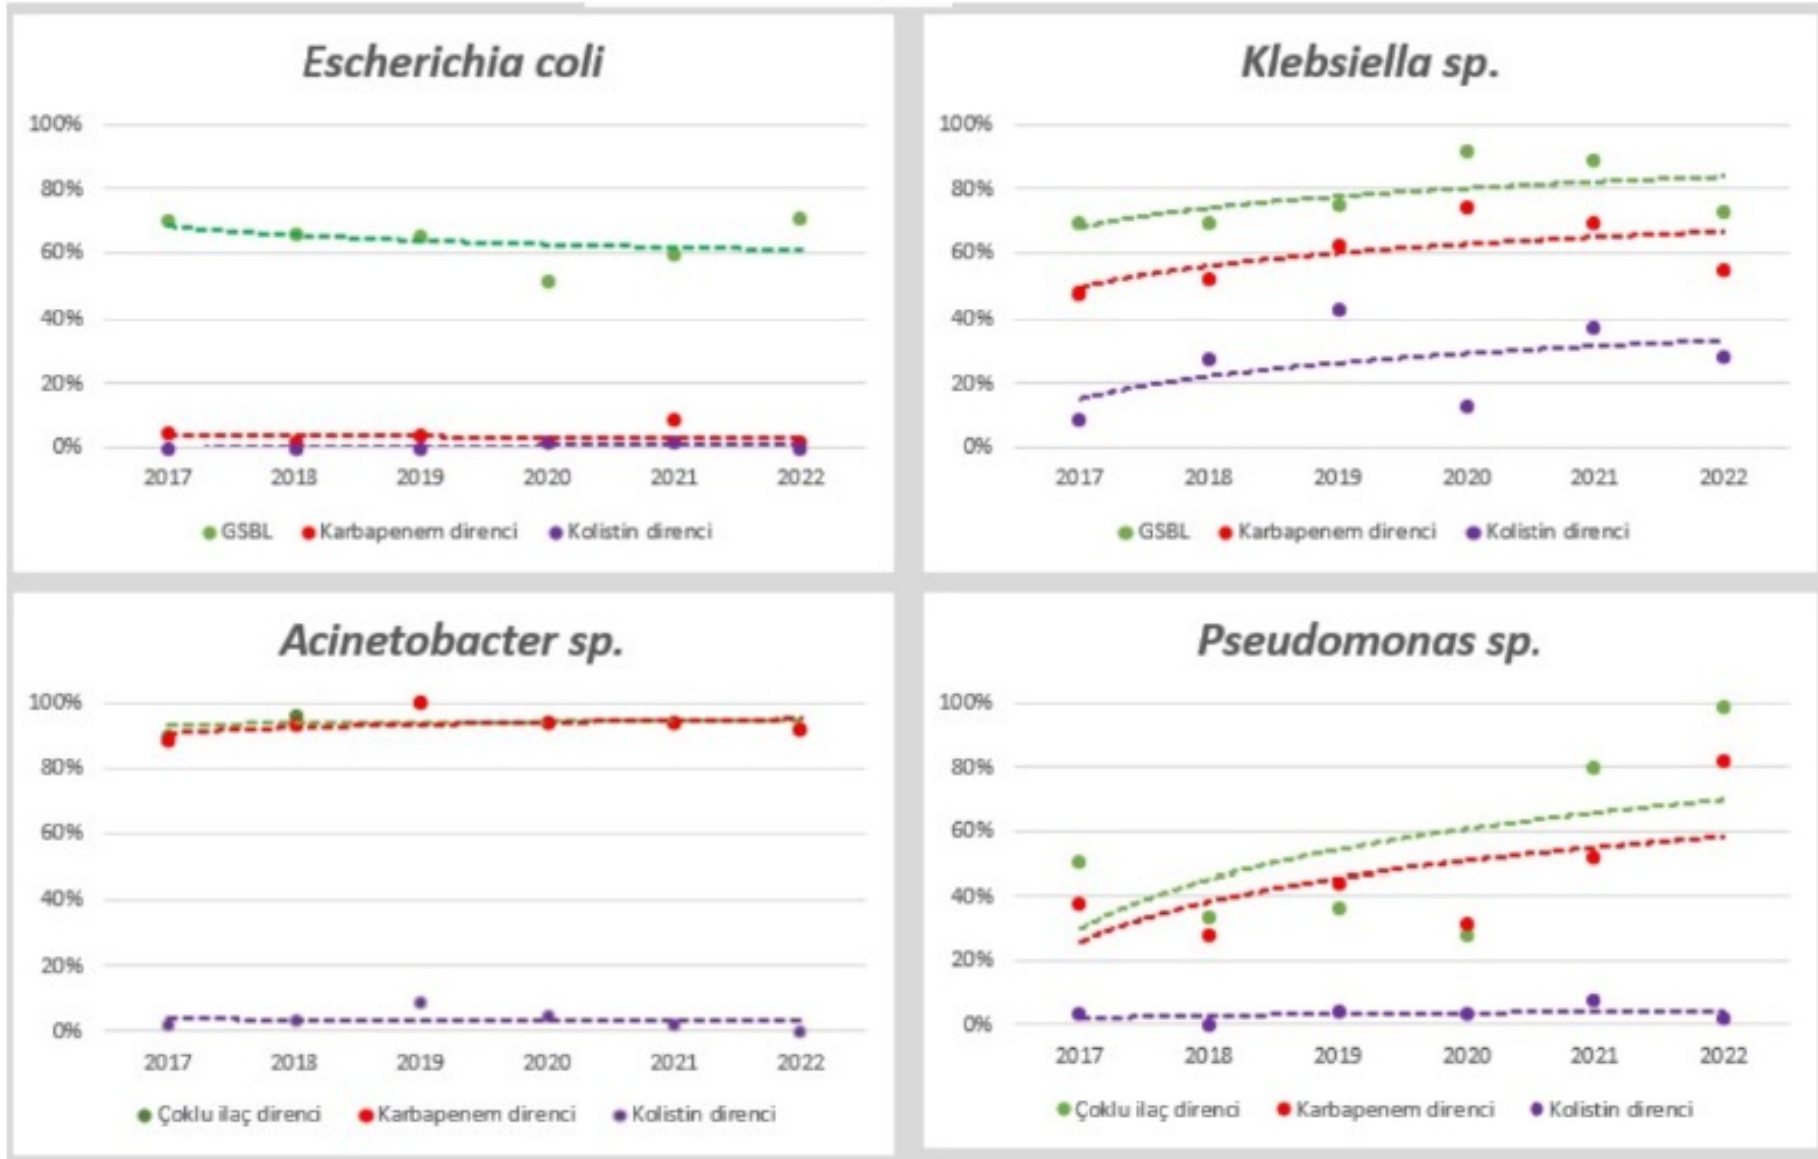 Escherichia coli
100%
80%
60%
40%
20%
0%
2017 2018 2019 2020 2021 2022
GSBL Karbapenem direnci Kolistin direnci
Klebsiella sp.
100%
80%
60%
40%
20%
0%
2017 2018 2019 2020 2021 2022
GSBL Karbapenem direnci Kolistin direnci
Acinetobacter sp.
100%
80%
60%
40%
20%
0%
2017 2018 2019 2020 2021 2022
Çoklu ilaç direnci Karbapenem direnci Kolistin direnci
Pseudomonas sp.
100%
80%
60%
40%
20%
0%
2017 2018 2019 2020 2021 2022
Çoklu ilaç direnci Karbapenem direnci Kolistin direnci